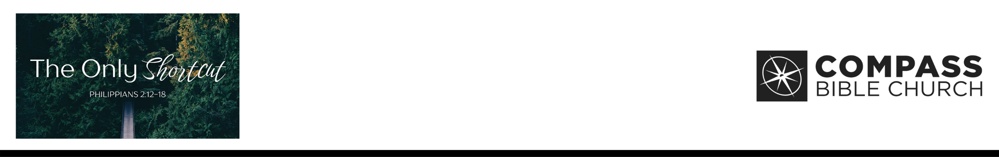 The Only Shortcut
PHILIPPIANS 2:12–18
COMPASS
BIBLE CHURCH